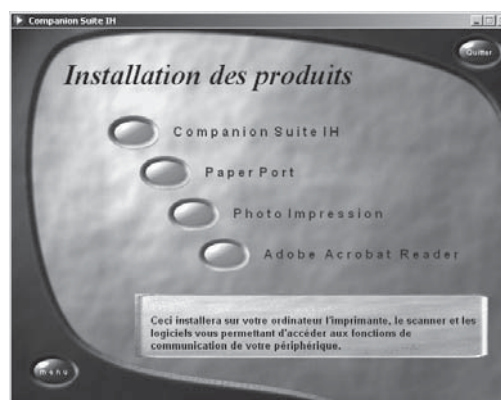 Companion Suite IH
Quitter
Installation des produits
Companion Suite IH
Paper Port
Photo Impression
Adobe Acrobat Reader
Ceci installera sur votre ordinateur l'imprimante, le scanner et les
logiciels vous permettant d'accéder aux fonctions de
communication de votre périphérique.
menu